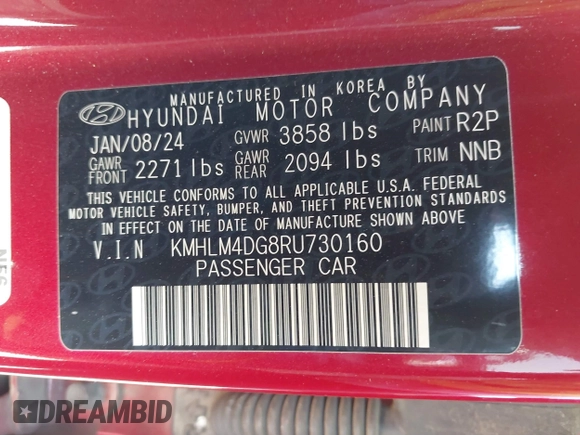 MANUFACTURED IN KOREA BY
HYUNDAI MOTOR COMPANY
JAN/08/24 GVWR 3858 lbs PAINT R2P
GAWR FRONT 2271 lbs GAWR REAR 2094 lbs TRIM NNB
THIS VEHICLE CONFORMS TO ALL APPLICABLE U.S.A. FEDERAL
MOTOR VEHICLE SAFETY, BUMPER, AND THEFT PREVENTION STANDARDS
IN EFFECT ON THE DATE OF MANUFACTURE SHOWN ABOVE
V.I.N KMHLM4DG8RU730160
PASSENGER CAR
DREAMBID